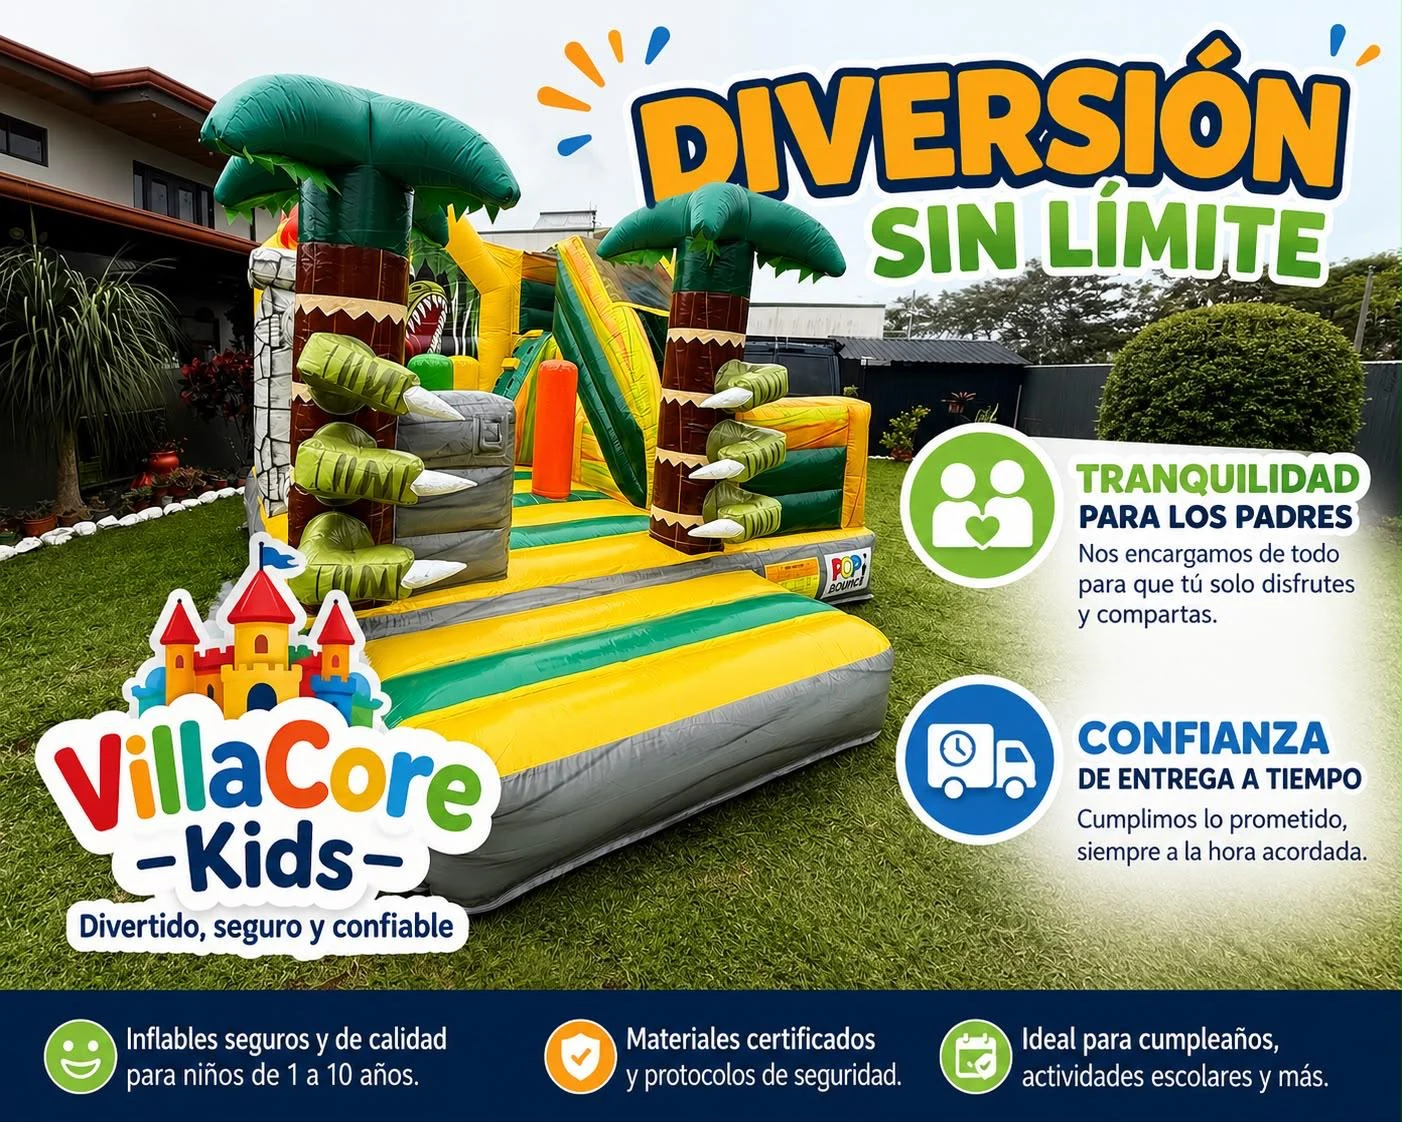 DIVERSIÓN
SIN LÍMITE
TRANQUILIDAD
PARA LOS PADRES
Nos encargamos de todo
para que tú solo disfrutes
y compartas.
POP
BOUNCE
CONFIANZA
DE ENTREGA A TIEMPO
Cumplimos lo prometido,
siempre a la hora acordada.
VillaCore
-Kids-
Divertido, seguro y confiable
Inflables seguros y de calidad
para niños de 1 a 10 años.
Materiales certificados
y protocolos de seguridad.
Ideal para cumpleaños,
actividades escolares y más.